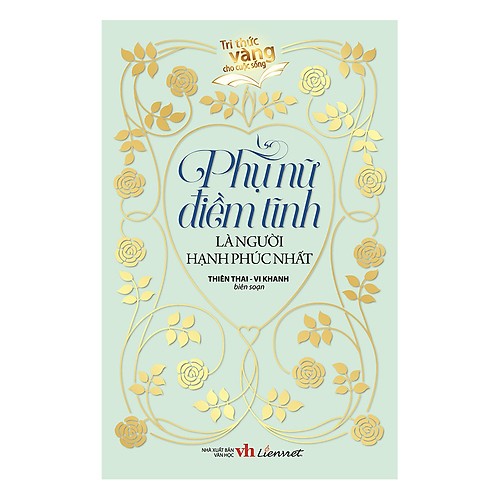 Tri thức
vàng
cho cuộc sống
Phụ nữ
điềm tĩnh
LÀ NGƯỜI
HẠNH PHÚC NHẤT
THIÊN THAI - VI KHANH
biên soạn
NHÀ XUẤT BẢN
VĂN HỌC
vh Lienviet